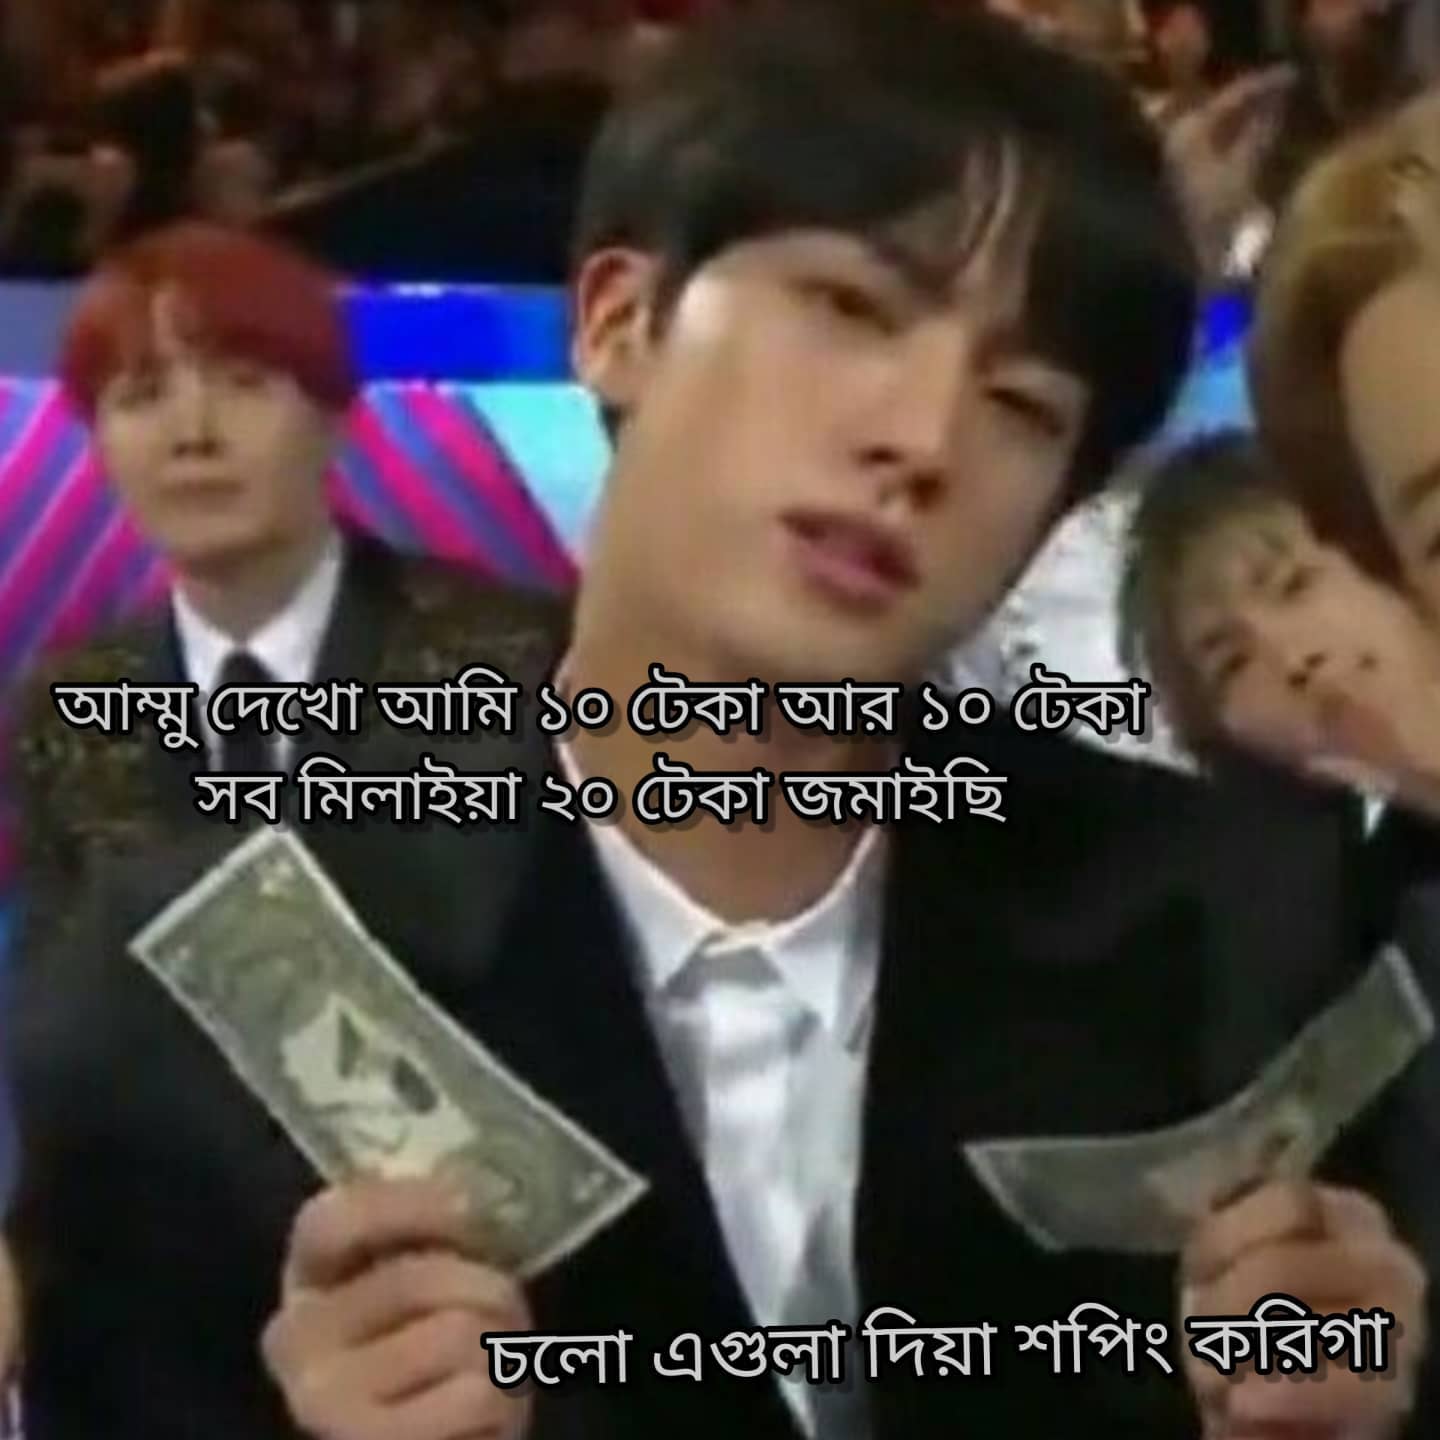 আম্মু দেখো আমি ১০ টেকা আর ১০ টেকা
সব মিলাইয়া ২০ টেকা জমাইছি
চলো এগুলা দিয়া শপিং করিগা